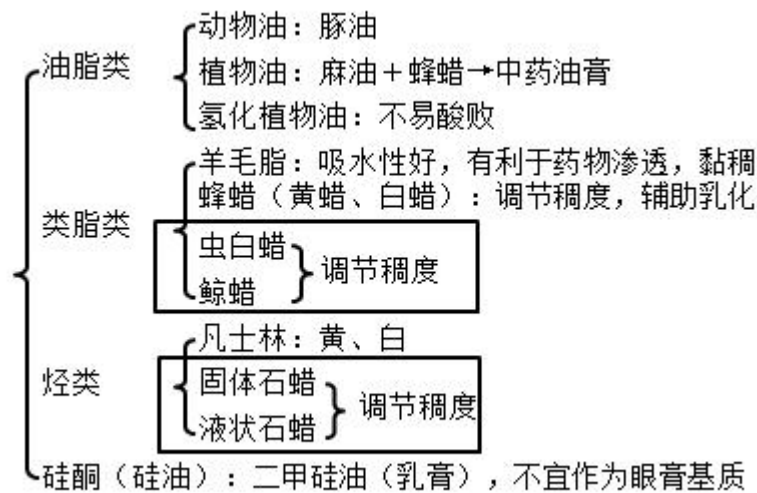 动物油：豚油
油脂类
植物油：麻油＋蜂蜡→中药油膏
氢化植物油：不易酸败
羊毛脂：吸水性好，有利于药物渗透，黏稠
蜂蜡（黄蜡、白蜡）：调节稠度，辅助乳化
类脂类
虫白蜡
调节稠度
鲸蜡
凡士林：黄、白
烃类
固体石蜡
调节稠度
液状石蜡
硅酮（硅油）：二甲硅油（乳膏），不宜作为眼膏基质